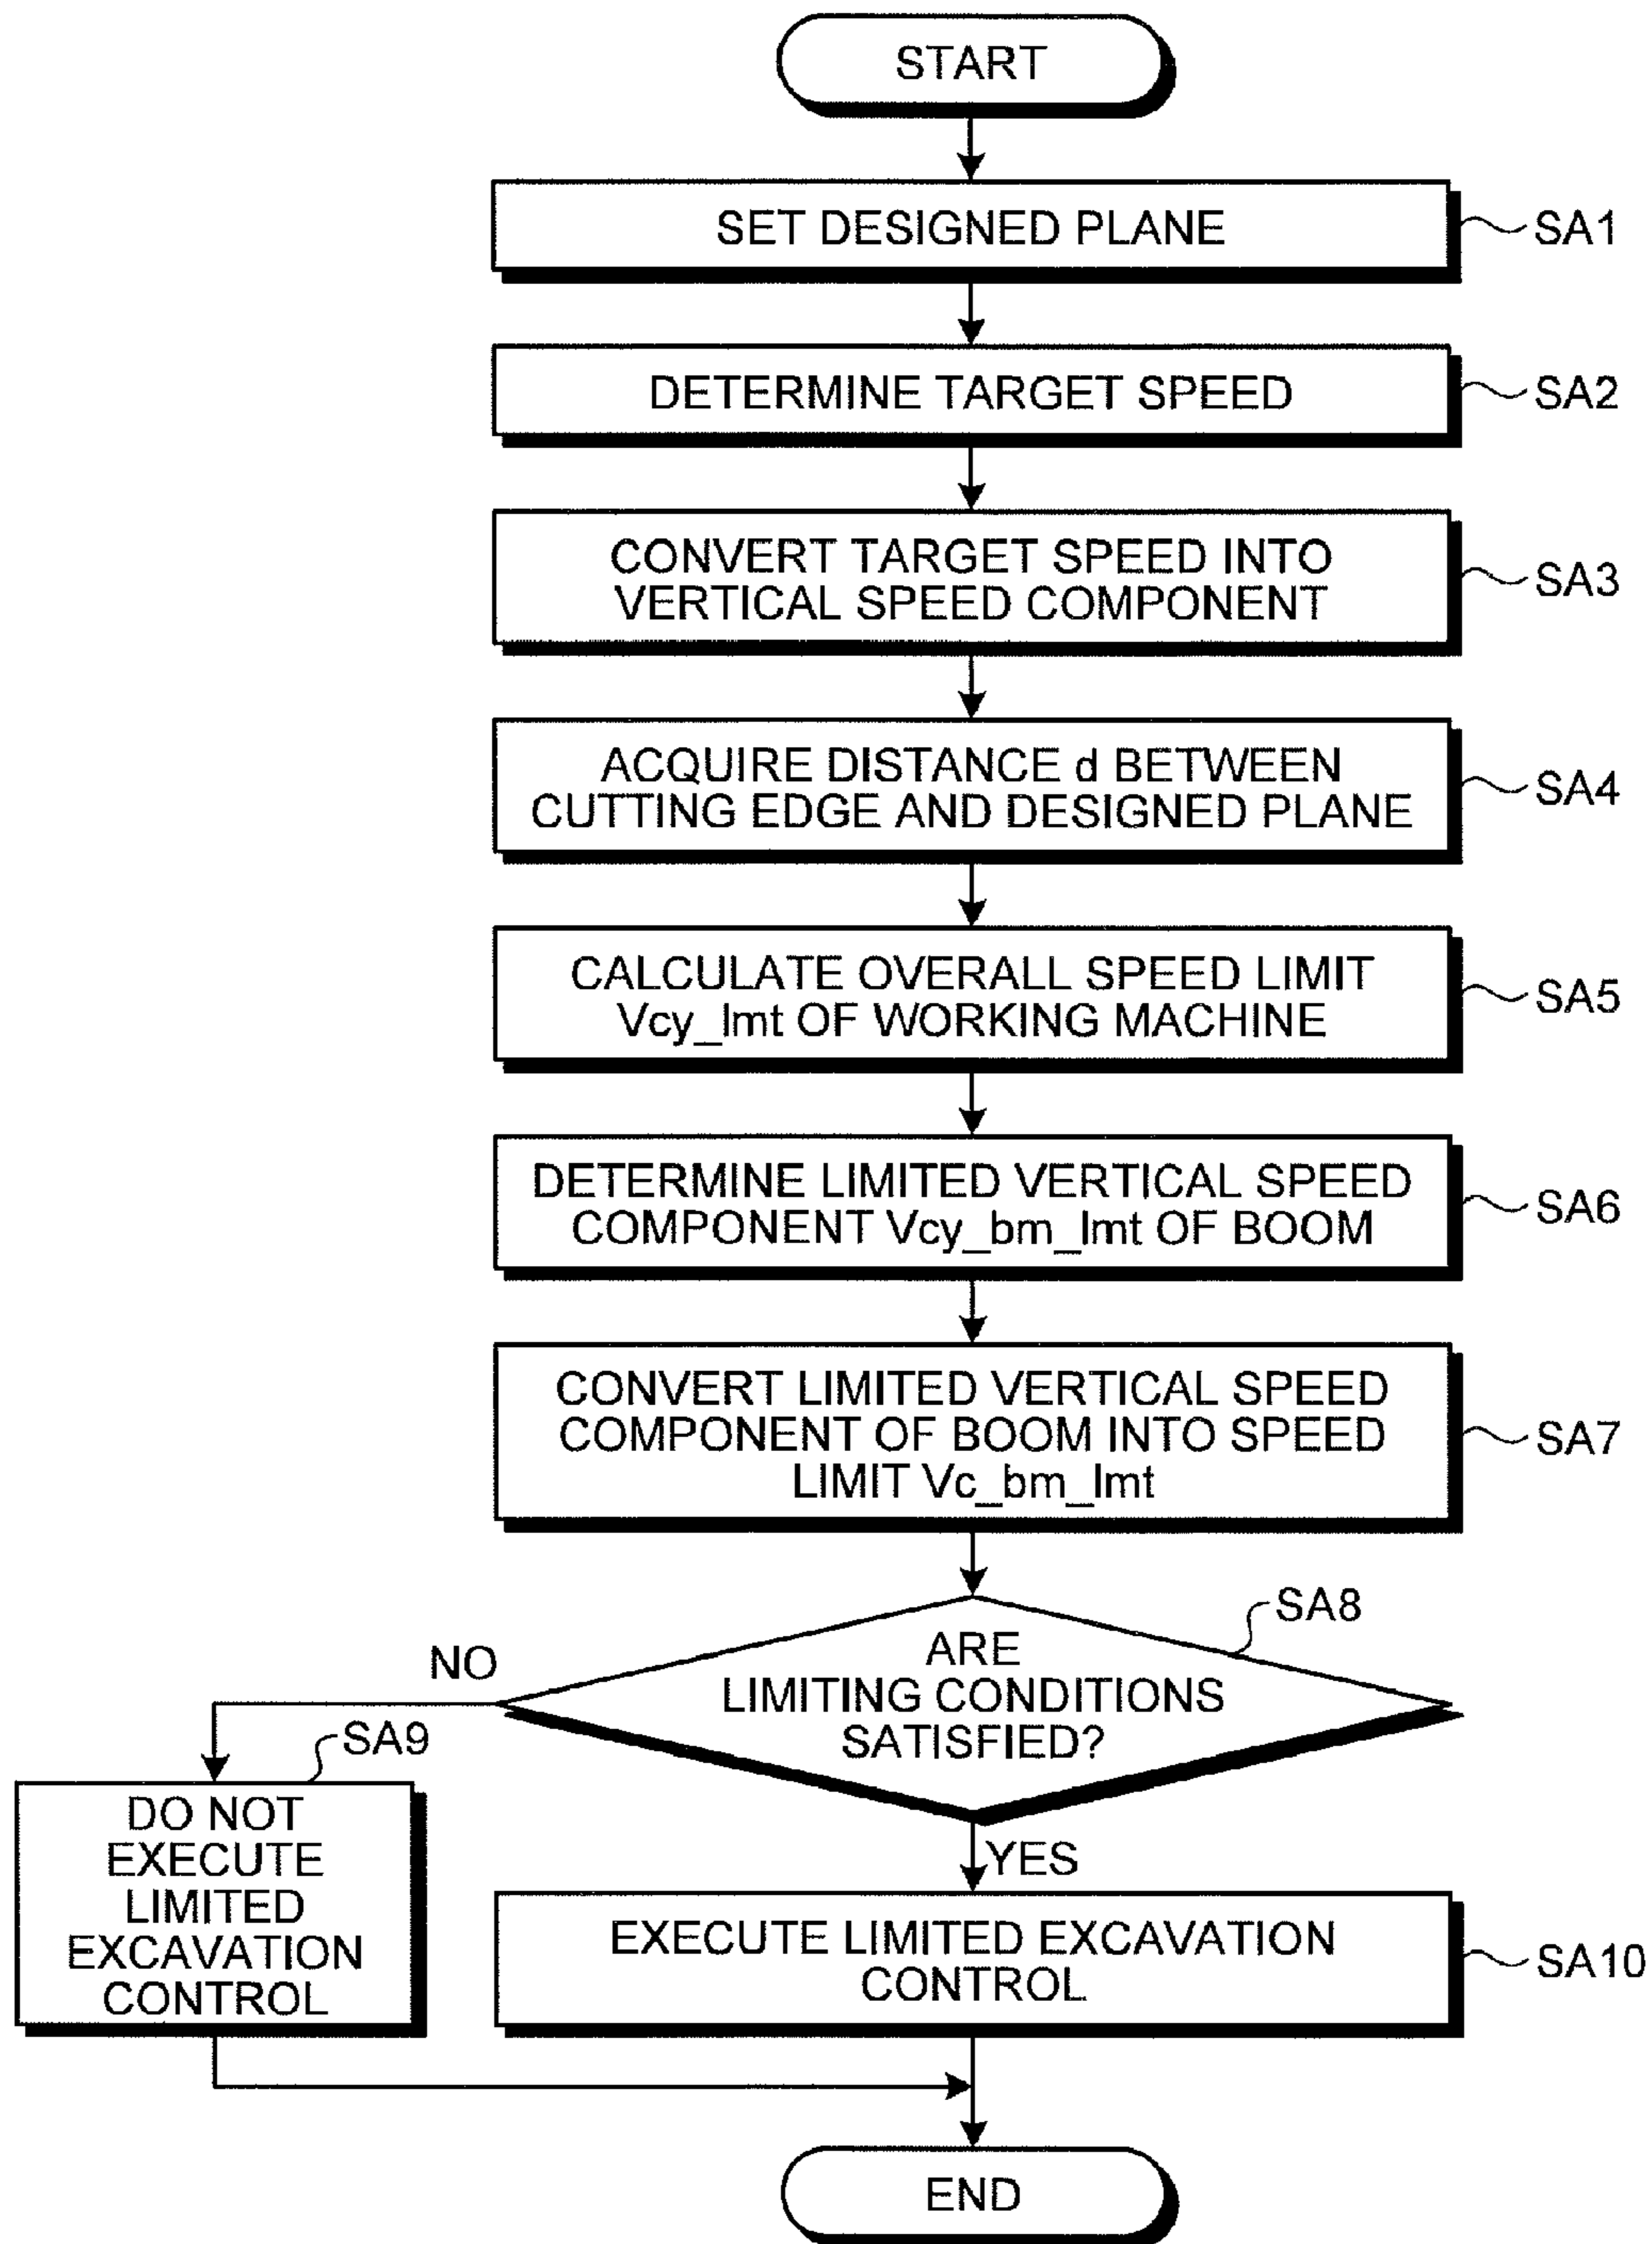 START
SET DESIGNED PLANE
SA1
DETERMINE TARGET SPEED
SA2
CONVERT TARGET SPEED INTO
VERTICAL SPEED COMPONENT
SA3
ACQUIRE DISTANCE d BETWEEN
CUTTING EDGE AND DESIGNED PLANE
SA4
CALCULATE OVERALL SPEED LIMIT
Vcy_lmt OF WORKING MACHINE
SA5
DETERMINE LIMITED VERTICAL SPEED
COMPONENT Vcy_bm_lmt OF BOOM
SA6
CONVERT LIMITED VERTICAL SPEED
COMPONENT OF BOOM INTO SPEED
LIMIT Vc_bm_lmt
SA7
SA8
ARE
LIMITING CONDITIONS
SATISFIED?
NO
SA9
DO NOT
EXECUTE
LIMITED
EXCAVATION
CONTROL
YES
EXECUTE LIMITED EXCAVATION
CONTROL
SA10
END